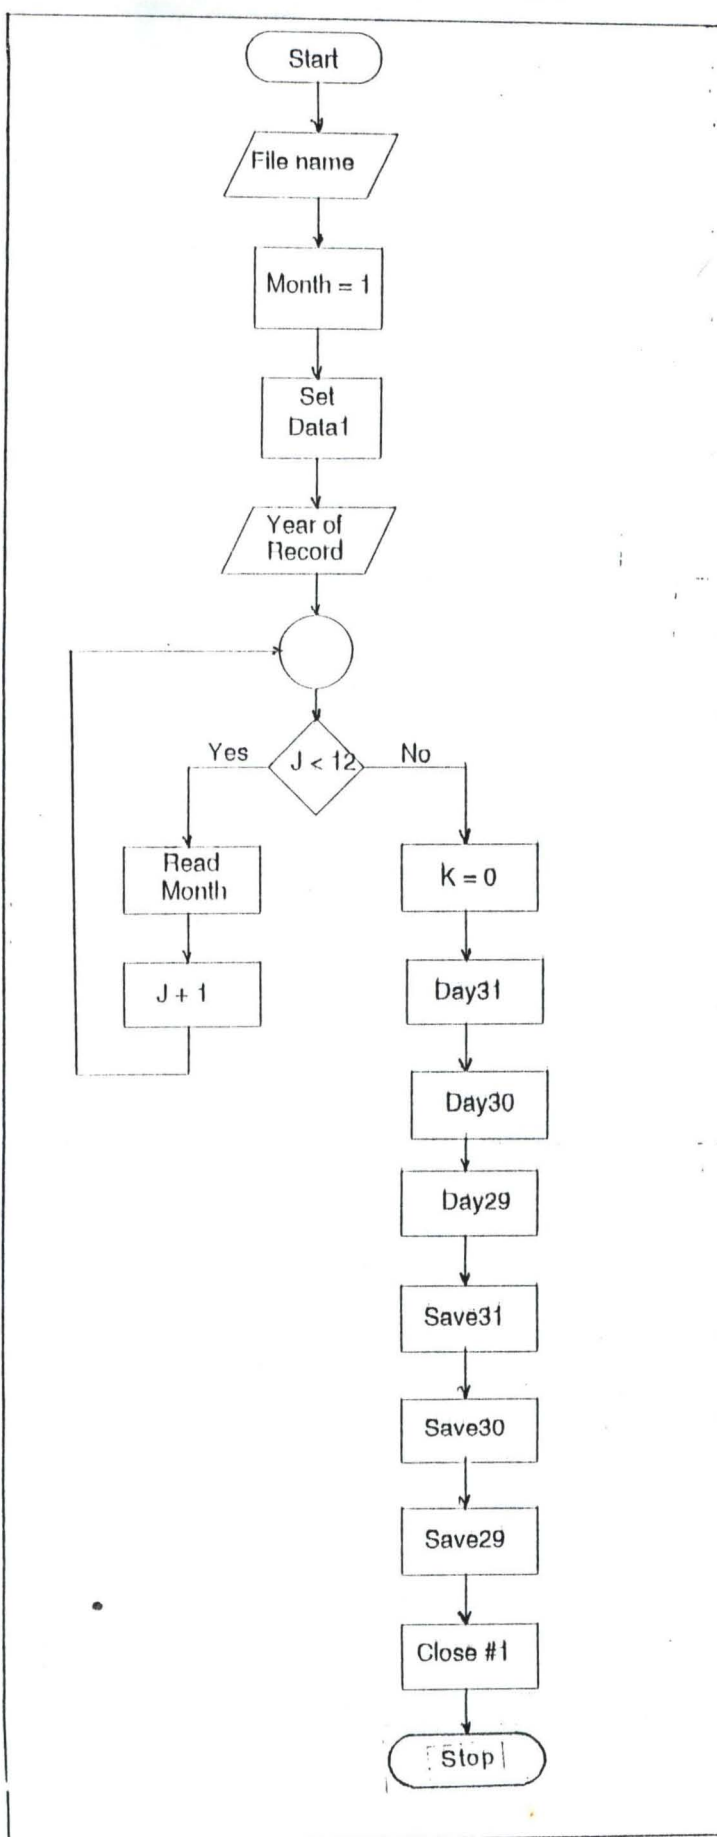 Start
File name
Month = 1
Set
Data1
Year of
Record
Yes
J < 12
No
Read
Month
J + 1
K = 0
Day31
Day30
Day29
Save31
Save30
Save29
Close #1
Stop